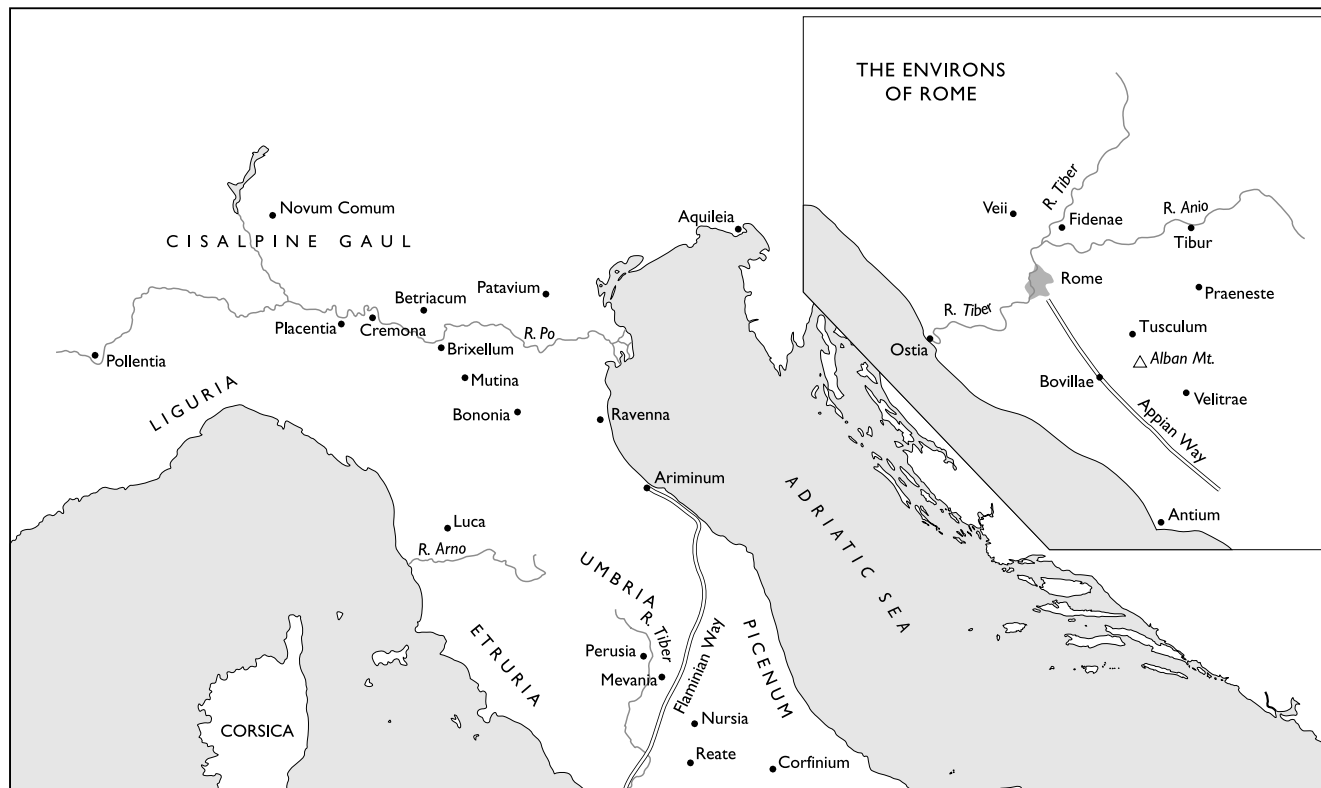 THE ENVIRONS
OF ROME
R. Tiber
Veii
Fidenae
R. Anio
Tibur
Rome
Praeneste
R. Tiber
Tusculum
Ostia
Alban Mt.
Bovillae
Velitrae
Appian Way
Antium
Novum Comum
CISALPINE GAUL
Aquileia
Patavium
Betriacum
Placentia
Cremona
R. Po
Brixellum
Pollentia
Mutina
LIGURIA
Bononia
Ravenna
Ariminum
ADRIATIC SEA
Luca
R. Arno
UMBRIA
R. Tiber
ETRURIA
Perusia
Mevania
Flaminian Way
PICENUM
Nursia
CORSICA
Reate
Corfinium